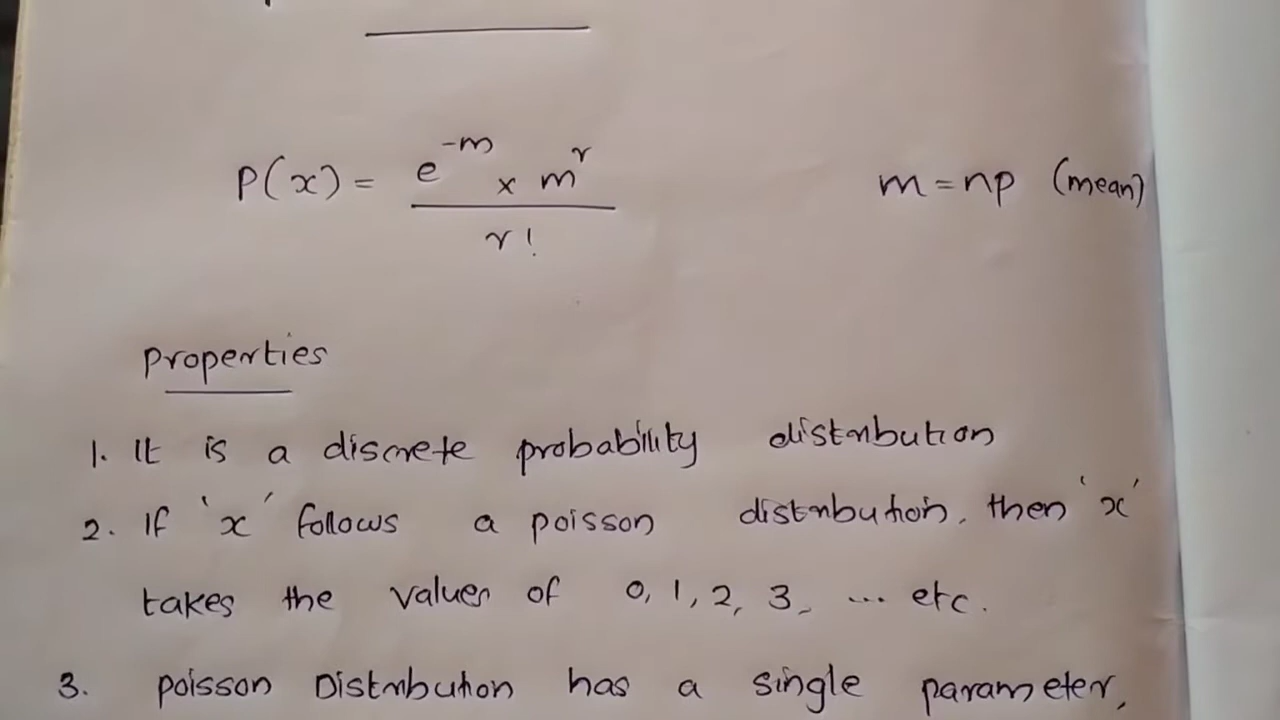 P(x) = e^-m x m^r / r!    m = np (mean)
Properties
1. It is a discrete probability distribution
2. If 'x' follows a poisson distribution, then 'x'
takes the values of 0, 1, 2, 3, ... etc.
3. poisson Distribution has a single parameter,